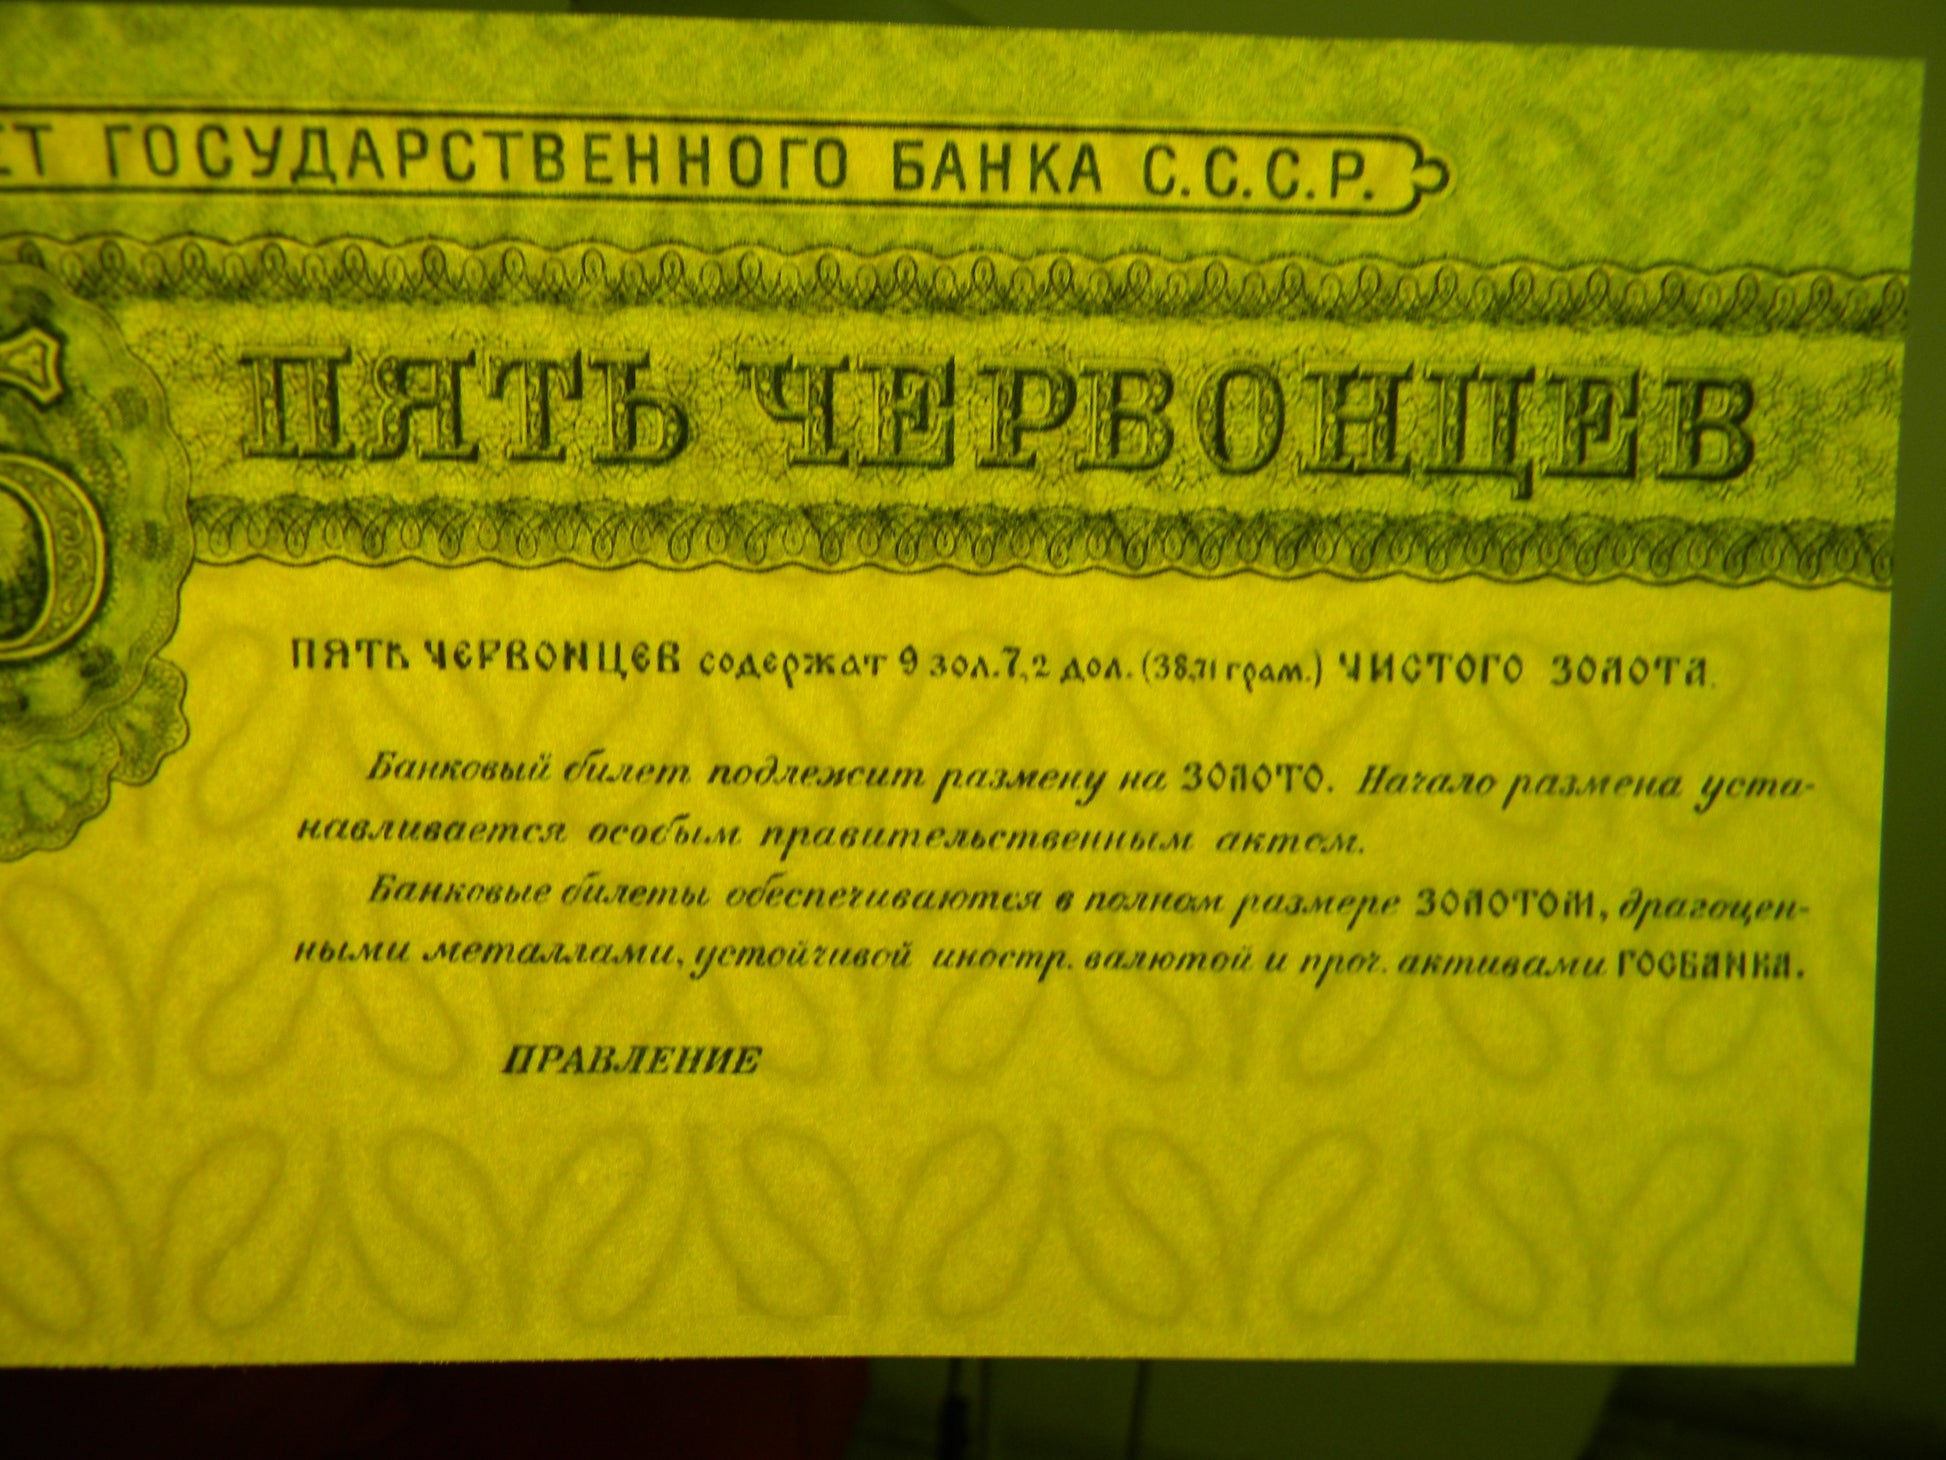 ЕТ ГОСУДАРСТВЕННОГО БАНКА С.С.С.Р.
5
ПЯТЬ ЧЕРВОНЦЕВ
ПЯТЬ ЧЕРВОНЦЕВ содержат 9 зол. 7,2 дол. (38,71 грам.) ЧИСТОГО ЗОЛОТА.
Банковый билет подлежит размену на ЗОЛОТО. Начало размена уста-
навливается особым правительственным актом.
Банковые билеты обеспечиваются в полном размере ЗОЛОТОМ, драгоцен-
ными металлами, устойчивой иностр. валютой и проч. активами ГОСБАНКА.
ПРАВЛЕНИЕ